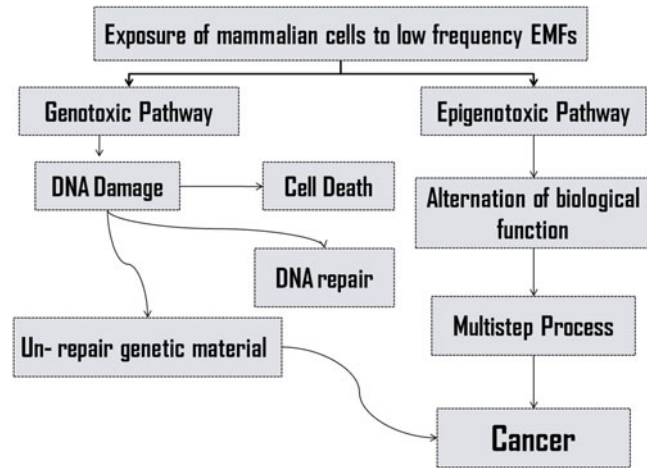 Exposure of mammalian cells to low frequency EMFs
Genotoxic Pathway
Epigenotoxic Pathway
DNA Damage
Cell Death
Alternation of biological
function
DNA repair
Multistep Process
Un- repair genetic material
Cancer